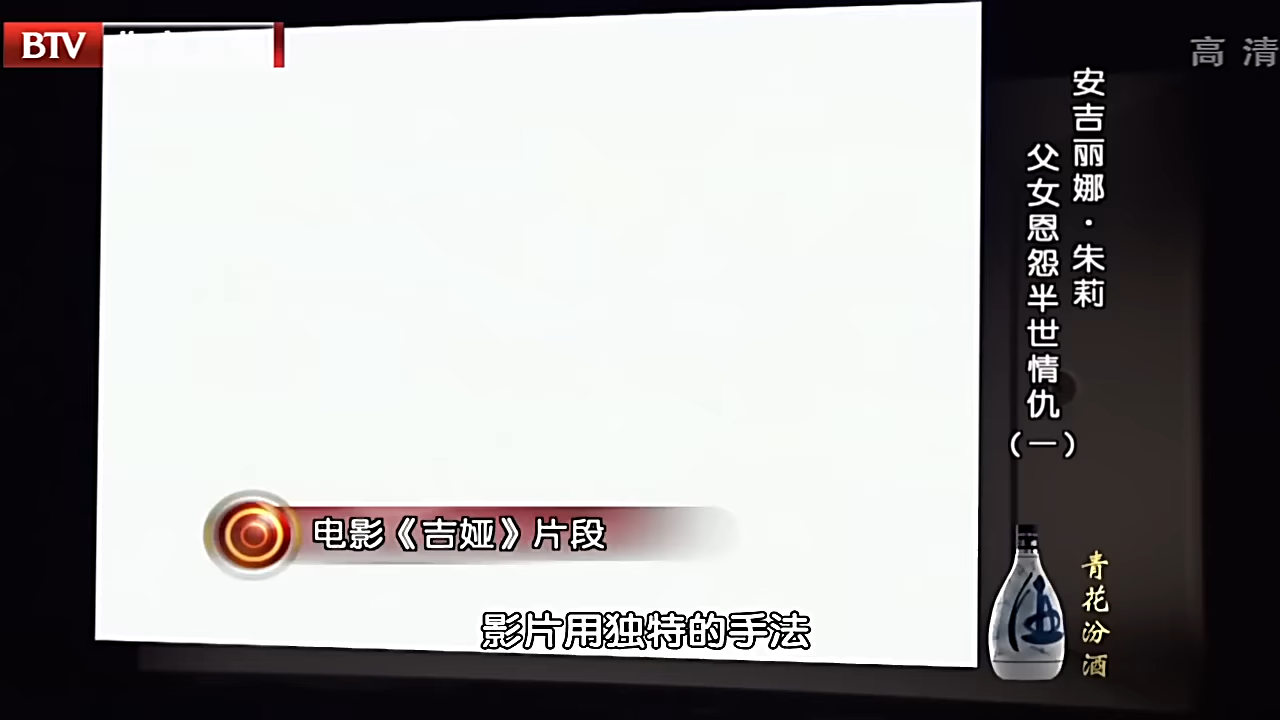 BTV
高清
安吉丽娜·朱莉
父女恩怨半世情仇
(一)
电影《吉娅》片段
影片用独特的手法
青花汾酒